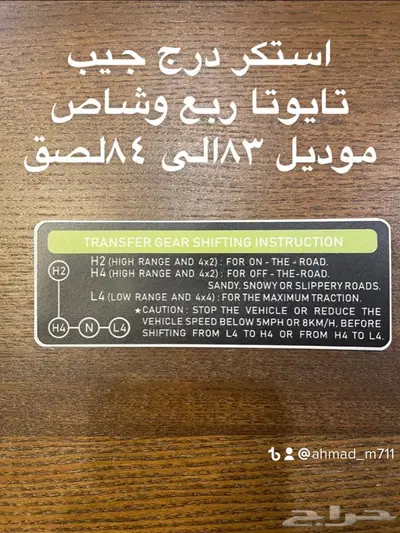 استكر درج جيب
تايوتا ربع وشاص
موديل ٨٣الى ٨٤لصق
TRANSFER GEAR SHIFTING INSTRUCTION
H2 (HIGH RANGE AND 4x2) : FOR ON - THE - ROAD.
H4 (HIGH RANGE AND 4x2) : FOR OFF - THE-ROAD.
SANDY, SNOWY OR SLIPPERY ROADS.
L4 (LOW RANGE AND 4x4) : FOR THE MAXIMUM TRACTION.
★CAUTION : STOP THE VEHICLE OR REDUCE THE
VEHICLE SPEED BELOW 5MPH OR 8KM/H. BEFORE
SHIFTING FROM L4 TO H4 OR FROM H4 TO L4.
H2
H4 N L4
@ahmad_m711
حراج